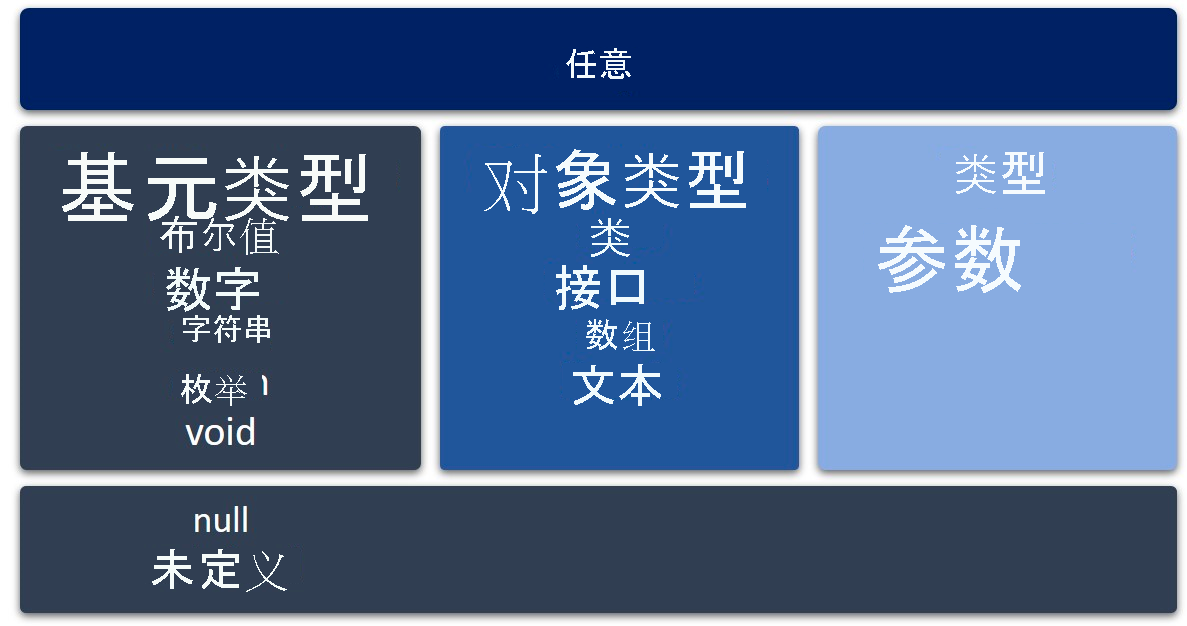 任意
基元类型
布尔值
数字
字符串
枚举
void
对象类型
类
接口
数组
文本
类型
参数
null
未定义